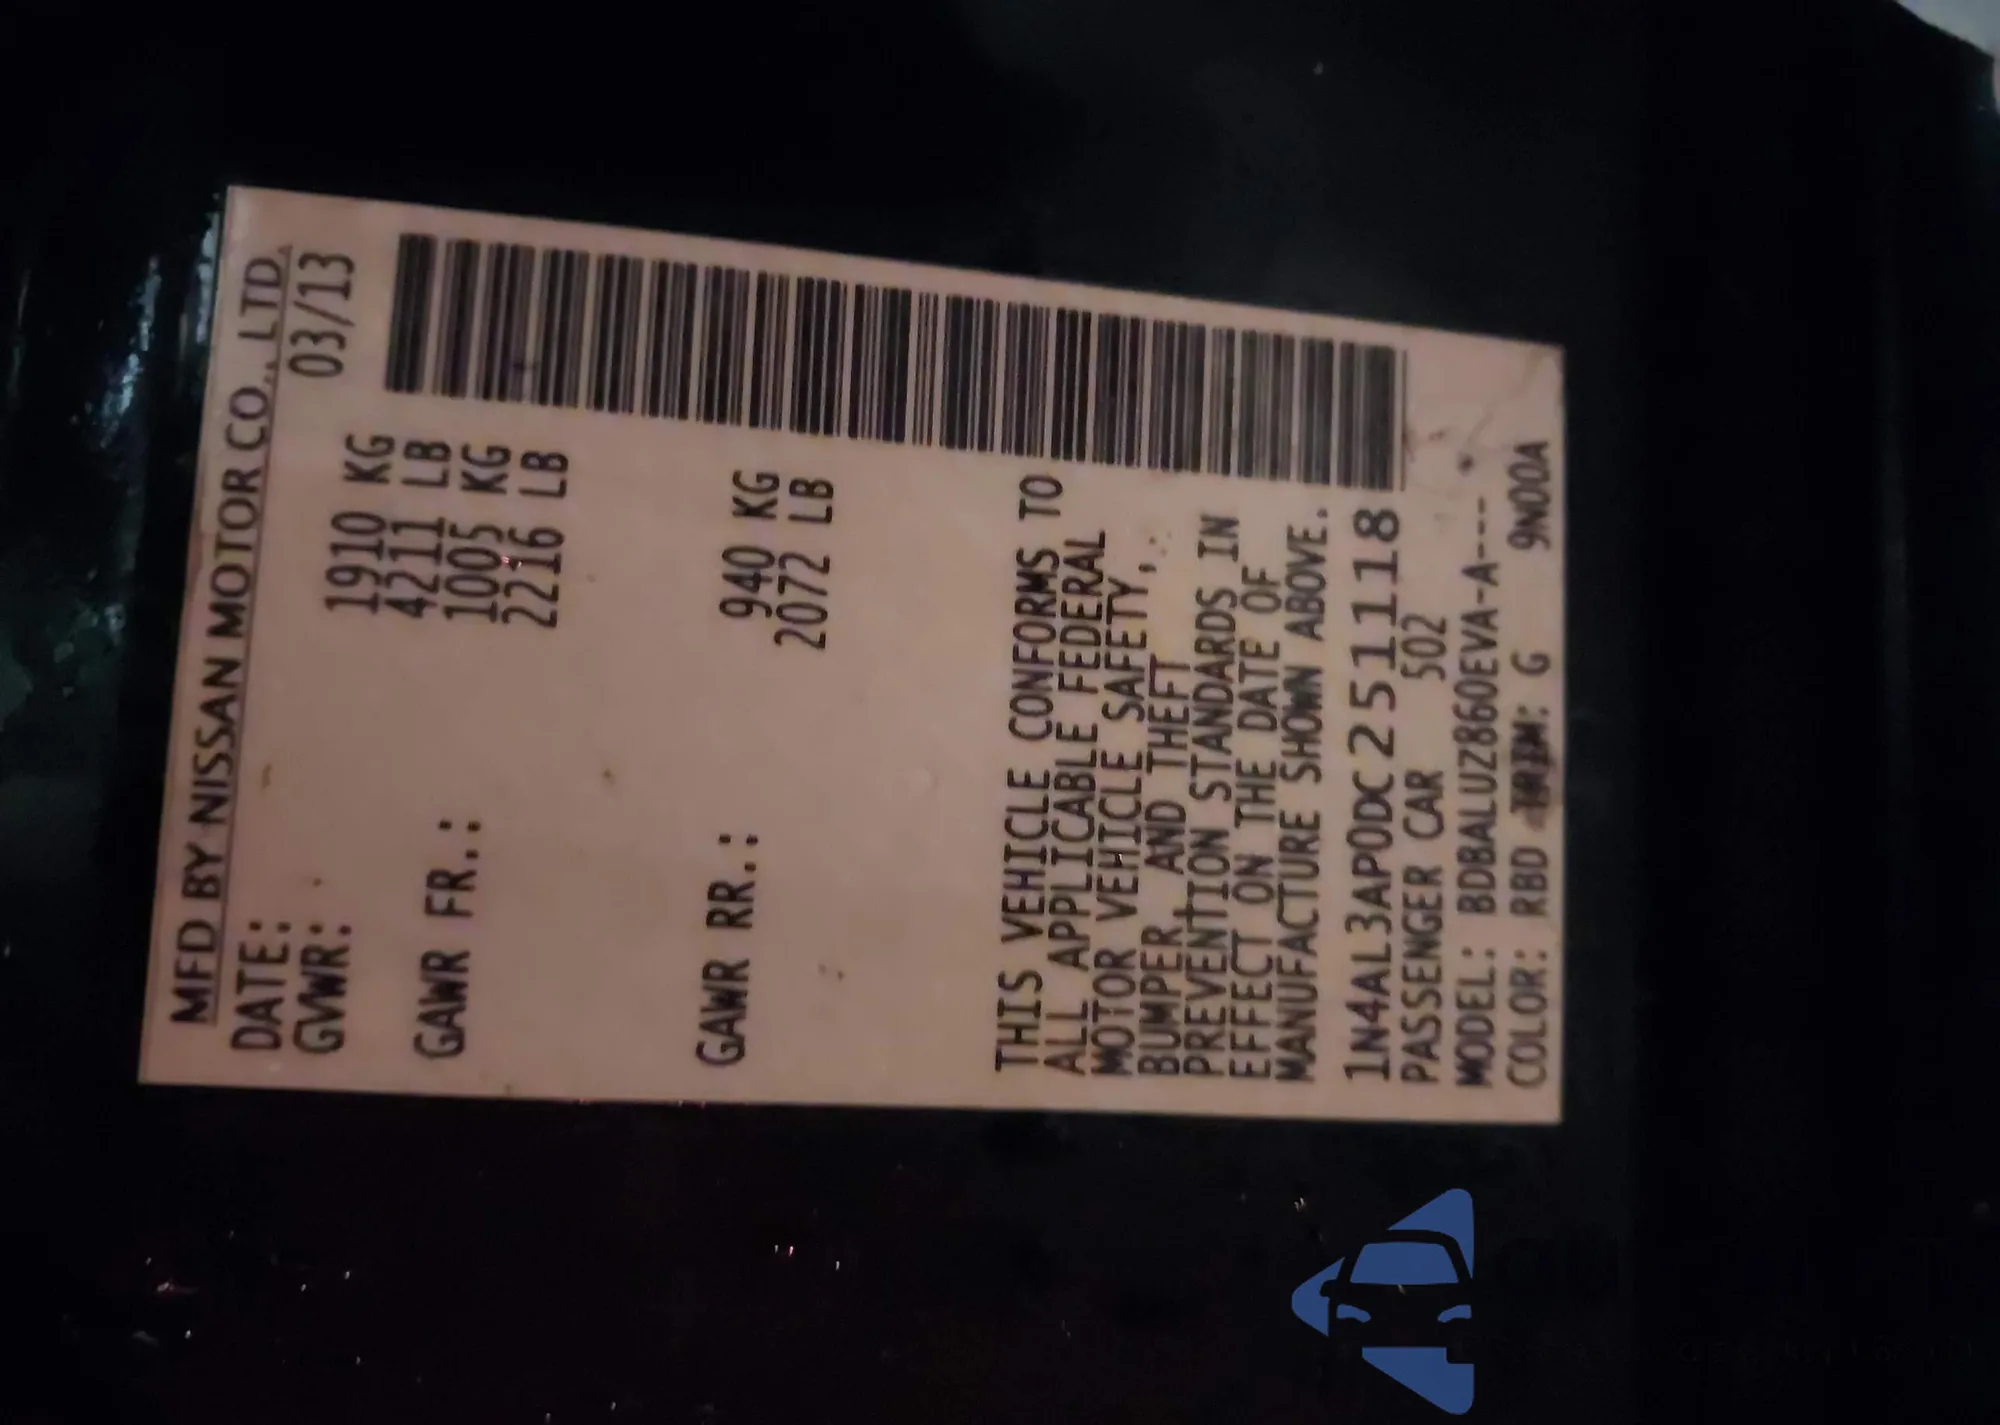 MFD BY NISSAN MOTOR CO., LTD.
DATE: 03/13
GVWR: 1910 KG
4211 LB
GAWR FR.: 1005 KG
2216 LB
GAWR RR.: 940 KG
2072 LB
THIS VEHICLE CONFORMS TO
ALL APPLICABLE FEDERAL
MOTOR VEHICLE SAFETY,
BUMPER, AND THEFT
PREVENTION STANDARDS IN
EFFECT ON THE DATE OF
MANUFACTURE SHOWN ABOVE.
1N4AL3AP0DC251118
PASSENGER CAR 502
MODEL: BDBALUZ860EVA-A---
COLOR: RBD TRIM: G 9N00A